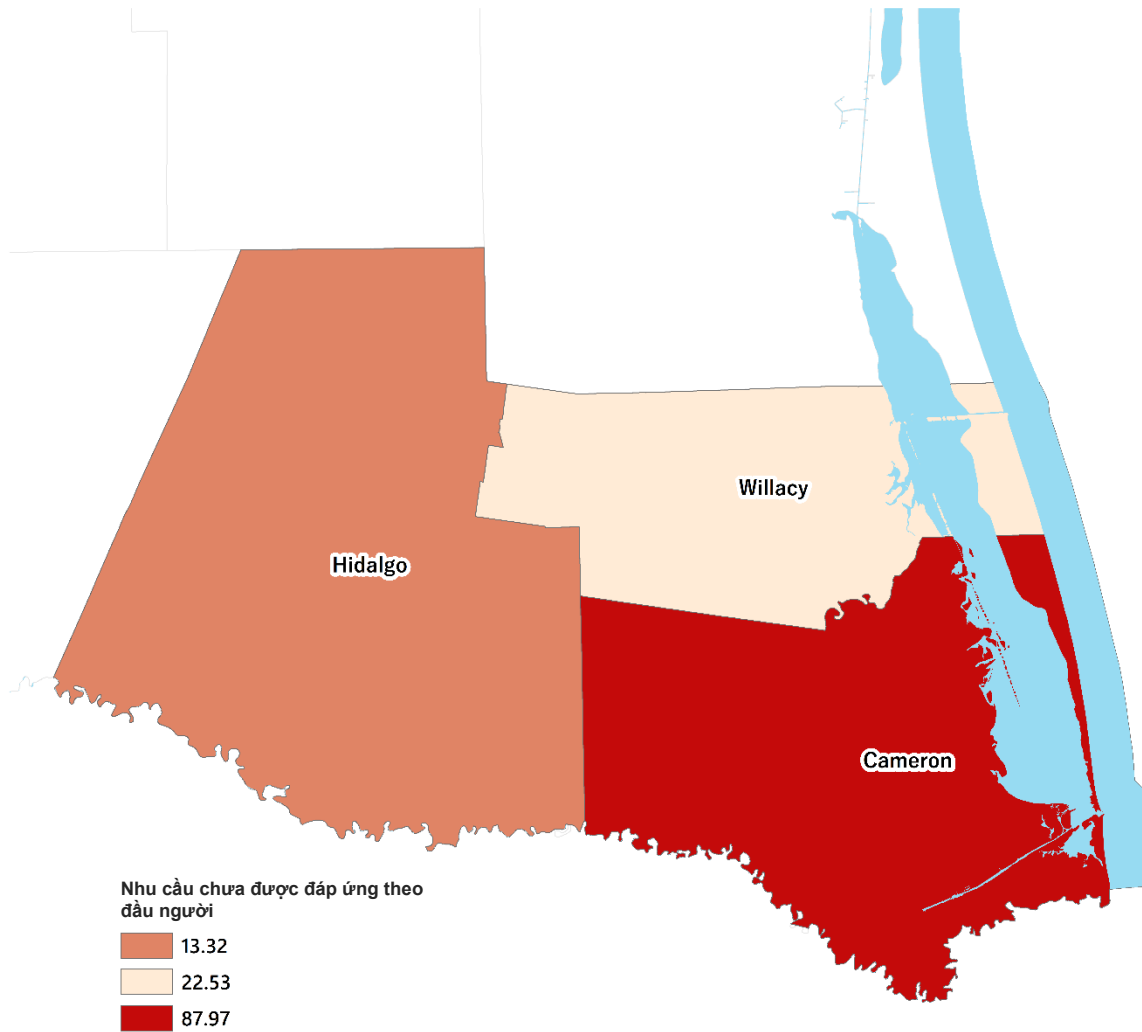 Willacy
Hidalgo
Cameron
Nhu cầu chưa được đáp ứng theo
đầu người
13.32
22.53
87.97